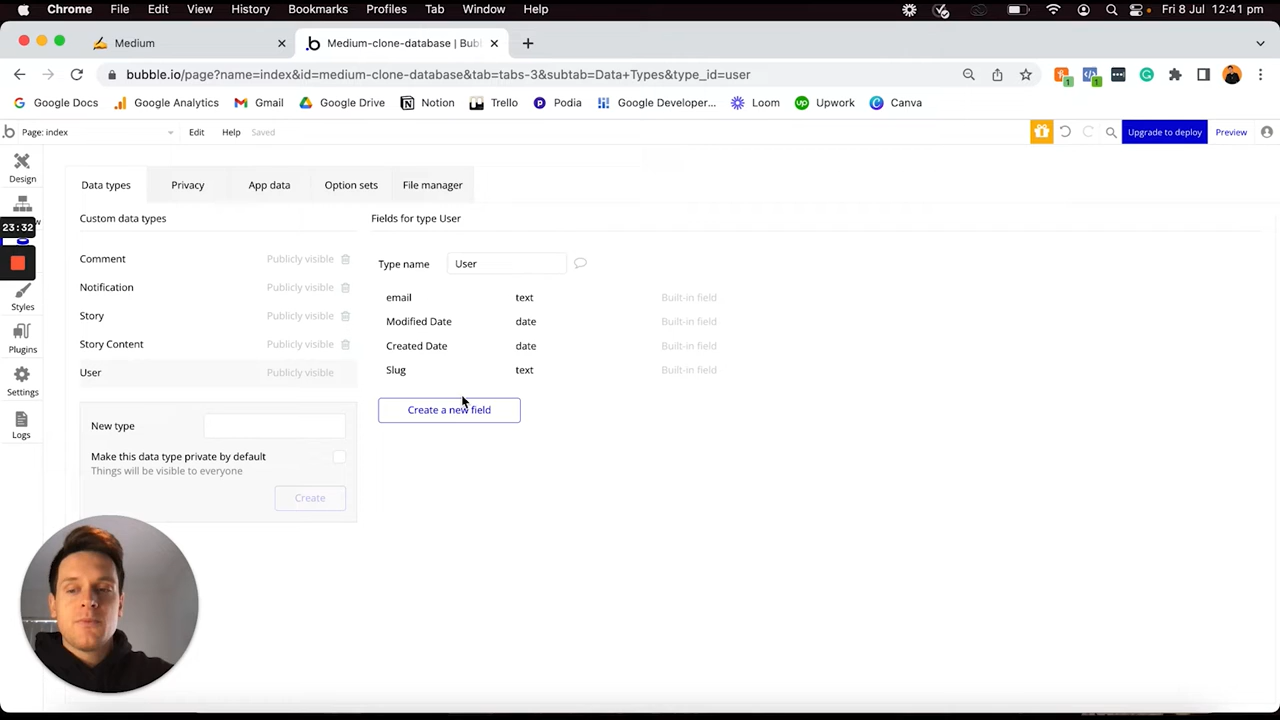 Chrome File Edit View History Bookmarks Profiles Tab Window Help Fri 8 Jul 12:41 pm
Medium
Medium-clone-database | Bubbl
bubble.io/page?name=index&id=medium-clone-database&tab=tabs-3&subtab=Data+Types&type_id=user
Google Docs Google Analytics Gmail Google Drive Notion Trello Podia Google Developer... Loom Upwork Canva
Page: index Edit Help Saved Upgrade to deploy Preview
Design
23:32
Styles
Plugins
Settings
Logs
Data types Privacy App data Option sets File manager
Custom data types
Comment Publicly visible
Notification Publicly visible
Story Publicly visible
Story Content Publicly visible
User Publicly visible
New type
Make this data type private by default
Things will be visible to everyone
Create
Fields for type User
Type name User
email text Built-in field
Modified Date date Built-in field
Created Date date Built-in field
Slug text Built-in field
Create a new field